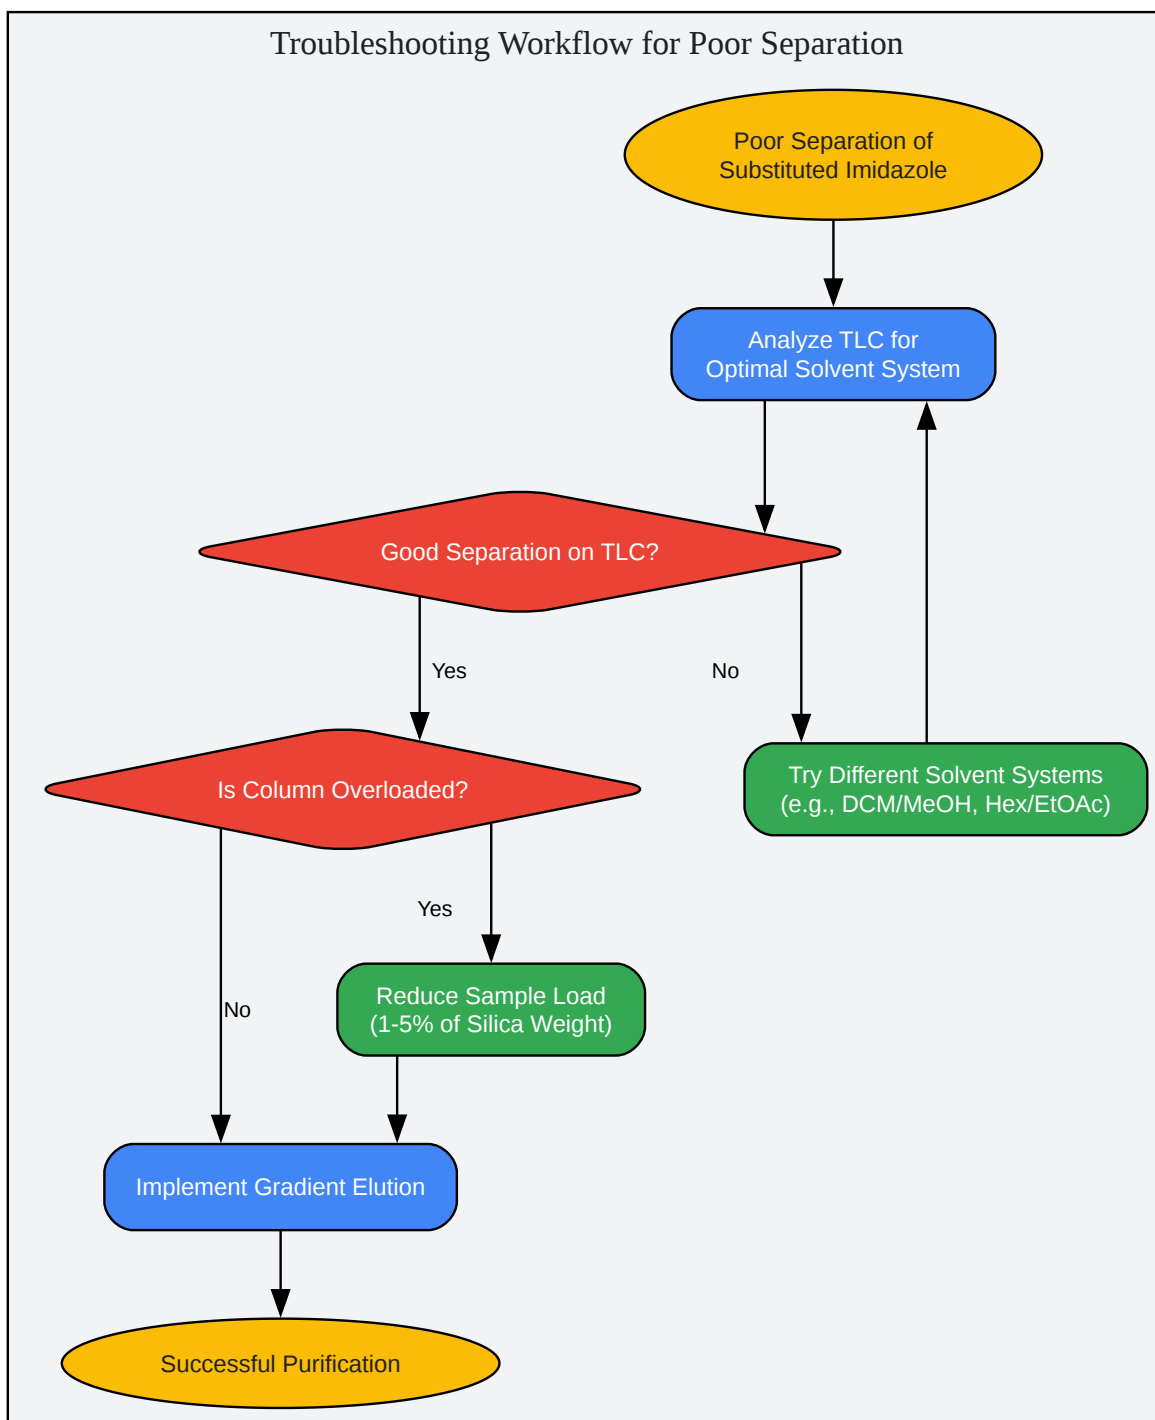 Troubleshooting Workflow for Poor Separation
Poor Separation of
Substituted Imidazole
Analyze TLC for
Optimal Solvent System
Good Separation on TLC?
Yes
No
Is Column Overloaded?
Try Different Solvent Systems
(e.g., DCM/MeOH, Hex/EtOAc)
Yes
No
Reduce Sample Load
(1-5% of Silica Weight)
Implement Gradient Elution
Successful Purification